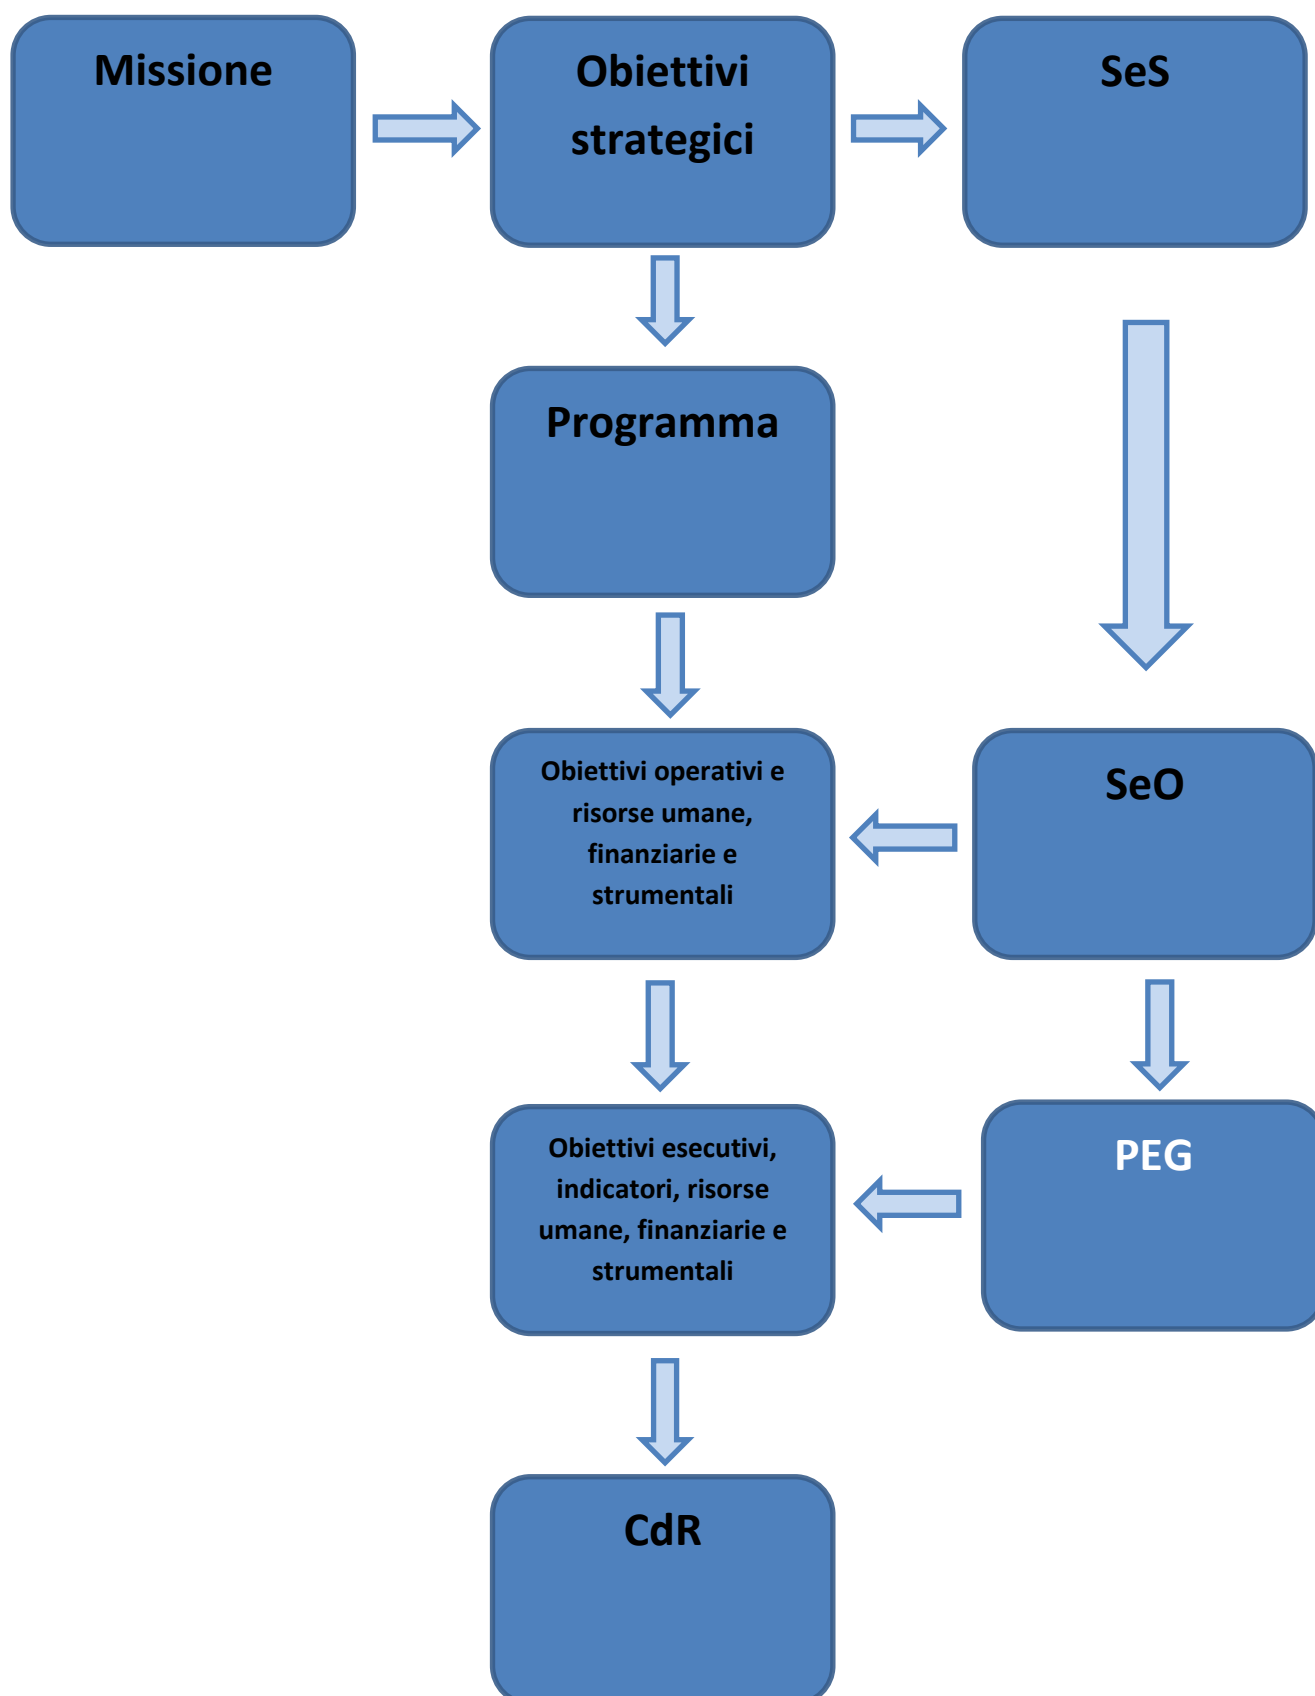 Missione
Obiettivi
strategici
SeS
Programma
Obiettivi operativi e
risorse umane,
finanziarie e
strumentali
SeO
Obiettivi esecutivi,
indicatori, risorse
umane, finanziarie e
strumentali
PEG
CdR